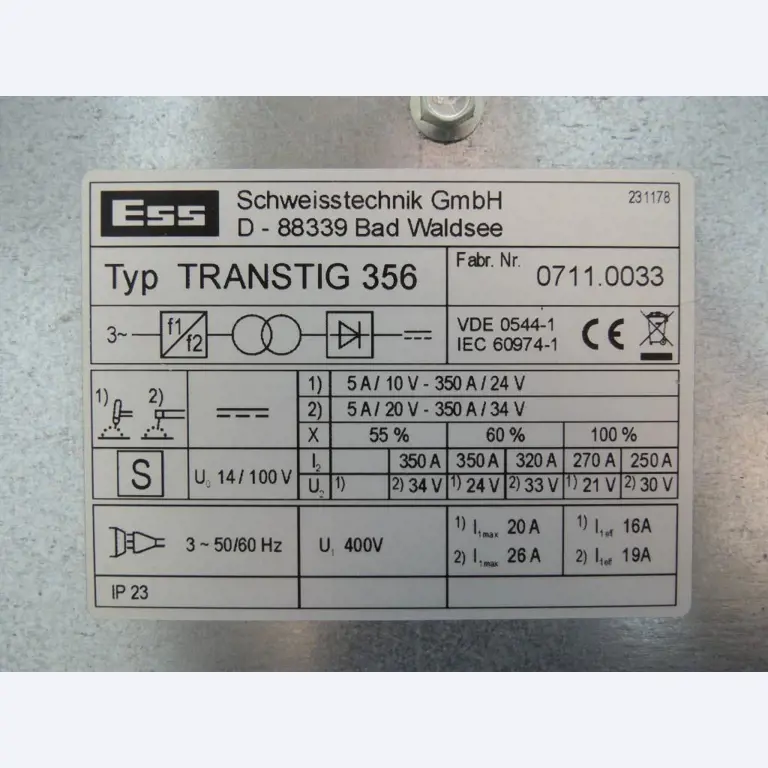 Ess Schweisstechnik GmbH 231178
D - 88339 Bad Waldsee
Typ TRANSTIG 356 Fabr. Nr. 0711.0033
3~ f1 f2
VDE 0544-1
IEC 60974-1 CE
1) 2)
1) 5 A / 10 V - 350 A / 24 V
2) 5 A / 20 V - 350 A / 34 V
X 55 % 60 % 100 %
S U₀ 14 / 100 V
I₂ 350 A 350 A 320 A 270 A 250 A
U₂ 1) 2) 34 V 1) 24 V 2) 33 V 1) 21 V 2) 30 V
3 ~ 50/60 Hz U₁ 400V
1) I₁max 20 A 1) I₁eff 16A
2) I₁max 26 A 2) I₁eff 19A
IP 23